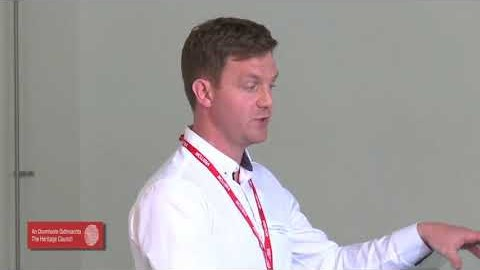 An Chomhairle Oidhreachta
The Heritage Council